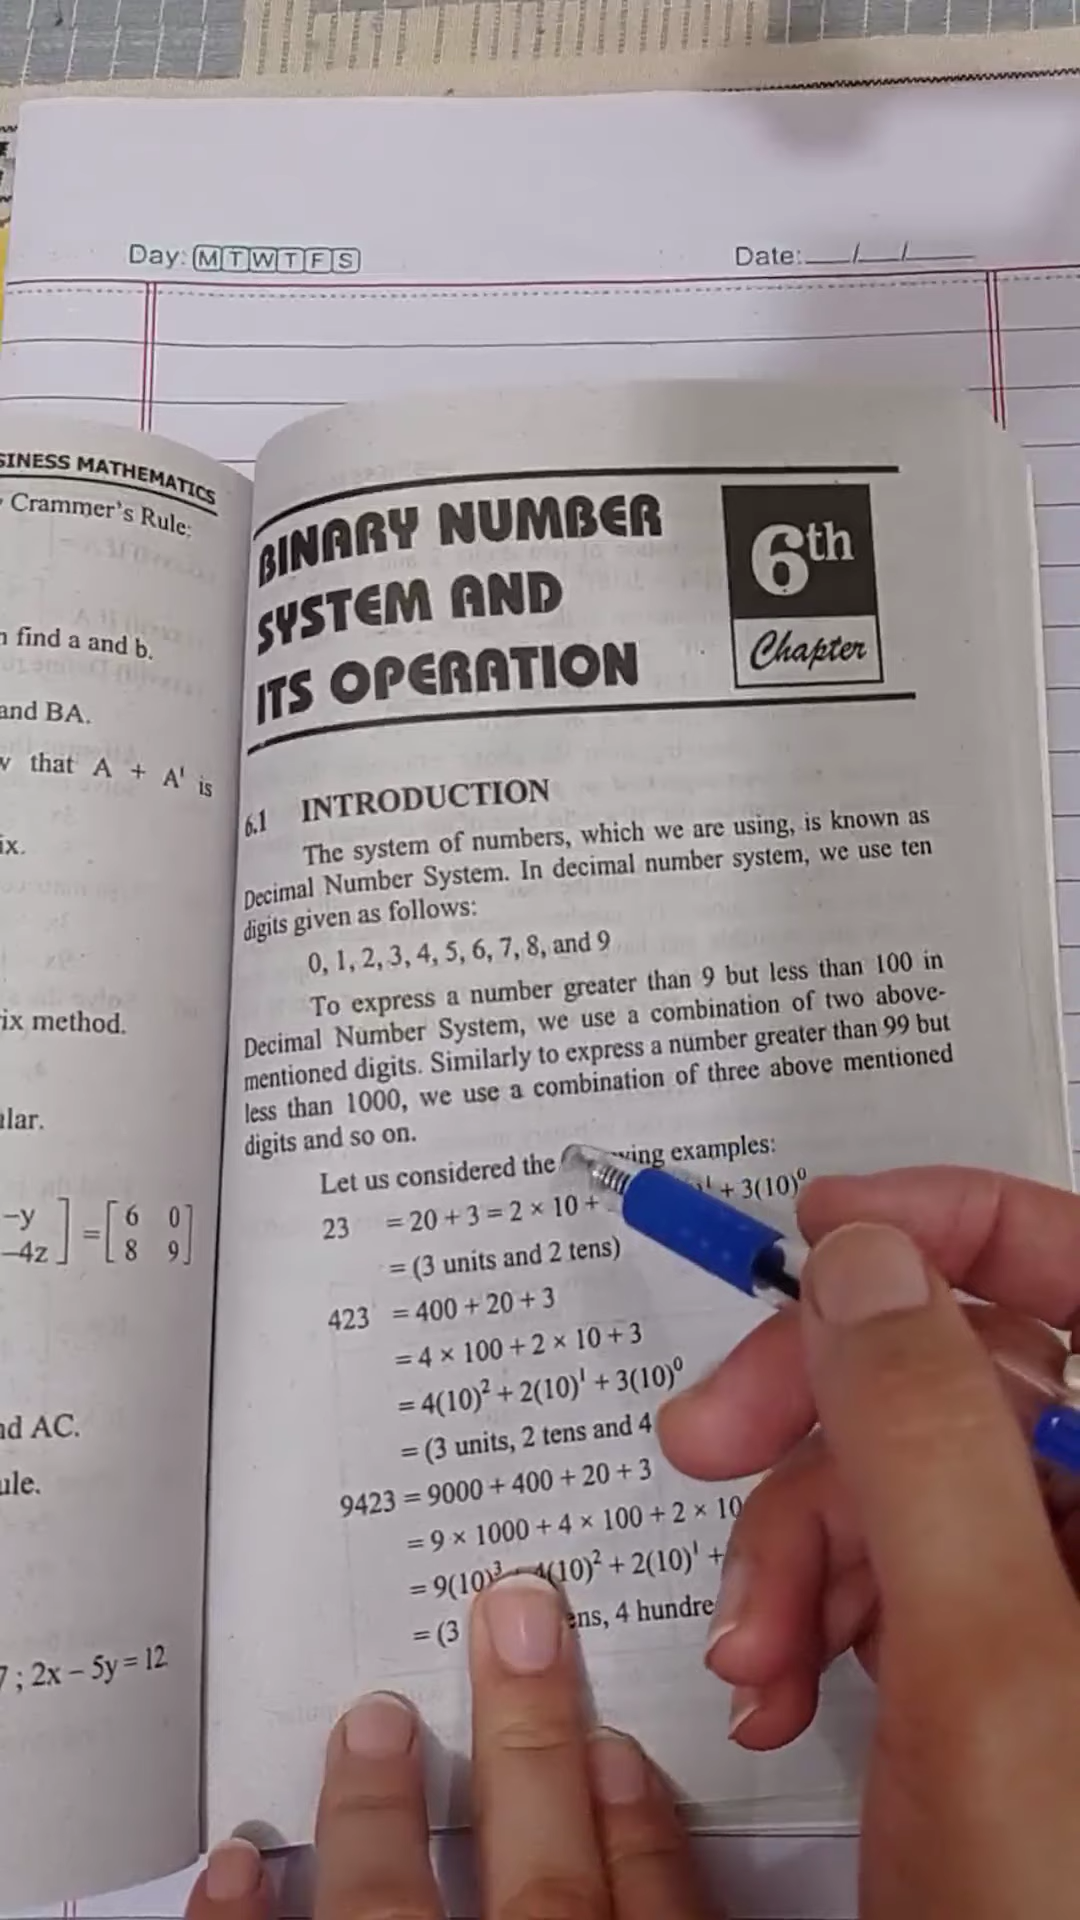 Day: M T W T F S
Date:___/___/___
SINESS MATHEMATICS
Crammer's Rule:
find a and b.
and BA.
that A + A' is
ix.
ix method.
lar.
-y ] = [ 6 0 ]
-4z ] [ 8 9 ]
AC.
ule.
7 ; 2x – 5y = 12
BINARY NUMBER
SYSTEM AND
ITS OPERATION
6th
Chapter
6.1 INTRODUCTION
The system of numbers, which we are using, is known as
Decimal Number System. In decimal number system, we use ten
digits given as follows:
0, 1, 2, 3, 4, 5, 6, 7, 8, and 9
To express a number greater than 9 but less than 100 in
Decimal Number System, we use a combination of two above-
mentioned digits. Similarly to express a number greater than 99 but
less than 1000, we use a combination of three above mentioned
digits and so on.
Let us considered the wing examples:
23 = 20 + 3 = 2 × 10 + + 3(10)⁰
= (3 units and 2 tens)
423 = 400 + 20 + 3
= 4 × 100 + 2 × 10 + 3
= 4(10)² + 2(10)¹ + 3(10)⁰
= (3 units, 2 tens and 4
9423 = 9000 + 400 + 20 + 3
= 9 × 1000 + 4 × 100 + 2 × 10
= 9(10)³ 4(10)² + 2(10)¹ +
= (3 ens, 4 hundre